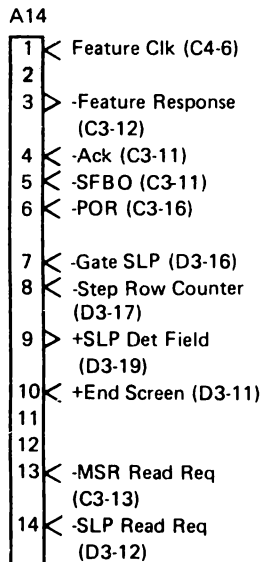 A14
1 Feature Clk (C4-6)
2
3 -Feature Response
(C3-12)
4 -Ack (C3-11)
5 -SFBO (C3-11)
6 -POR (C3-16)
7 -Gate SLP (D3-16)
8 -Step Row Counter
(D3-17)
9 +SLP Det Field
(D3-19)
10 +End Screen (D3-11)
11
12
13 -MSR Read Req
(C3-13)
14 -SLP Read Req
(D3-12)